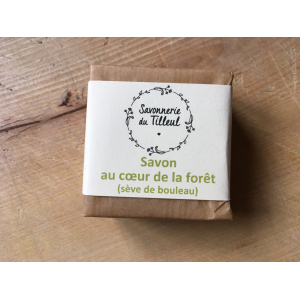 Savonnerie
du Tilleul
Savon
au cœur de la forêt
(sève de bouleau)